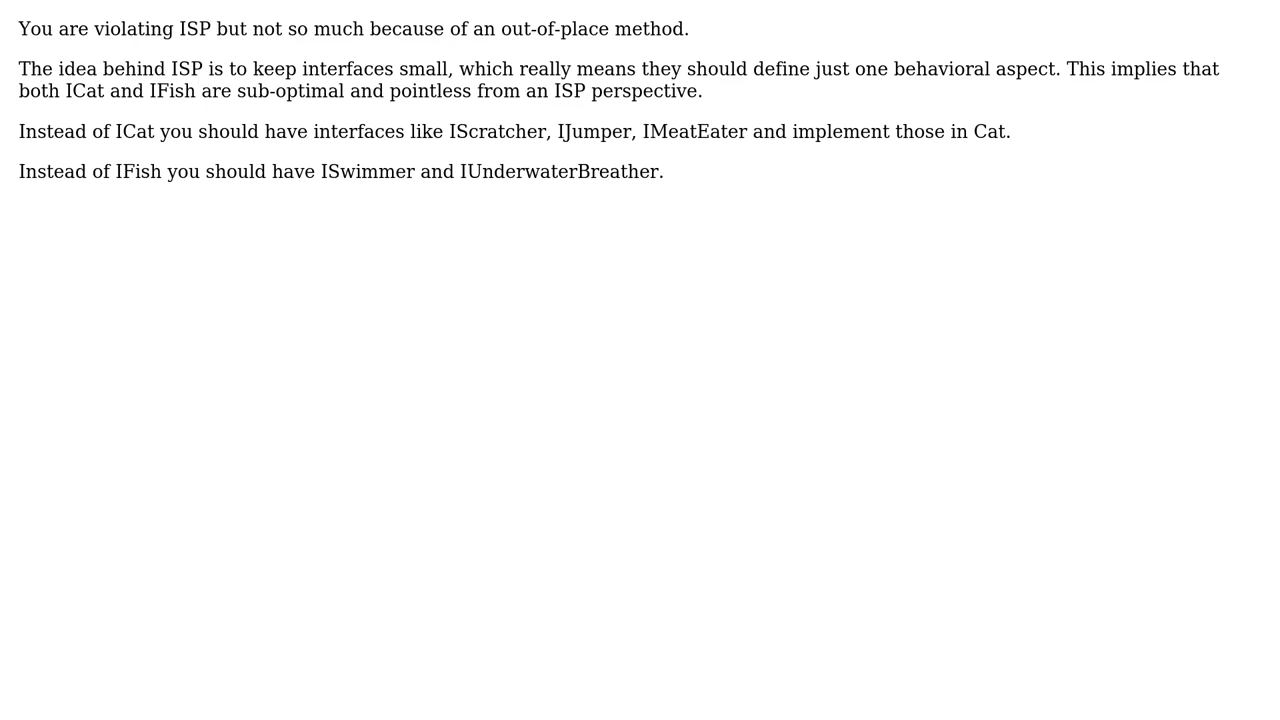 You are violating ISP but not so much because of an out-of-place method.
The idea behind ISP is to keep interfaces small, which really means they should define just one behavioral aspect. This implies that
both ICat and IFish are sub-optimal and pointless from an ISP perspective.
Instead of ICat you should have interfaces like IScratcher, IJumper, IMeatEater and implement those in Cat.
Instead of IFish you should have ISwimmer and IUnderwaterBreather.